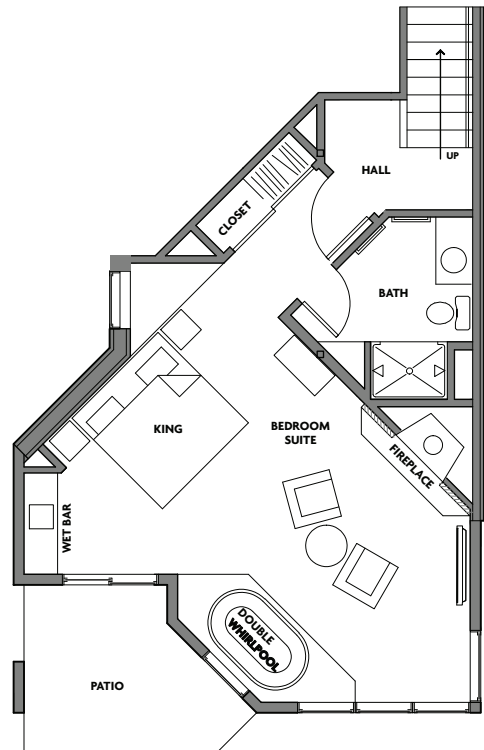 UP
HALL
CLOSET
BATH
KING
BEDROOM
SUITE
FIREPLACE
WET BAR
DOUBLE
WHIRLPOOL
PATIO